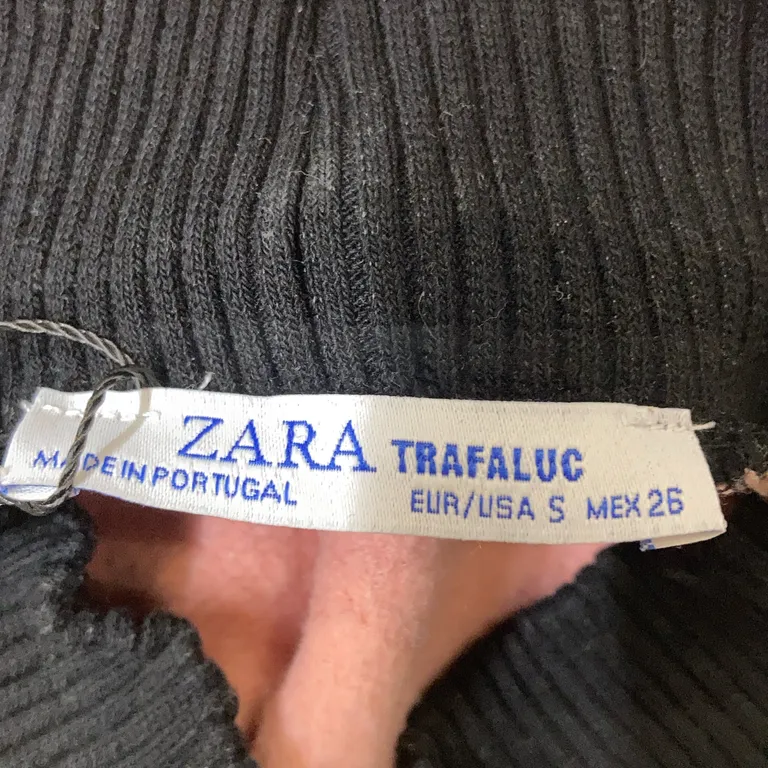 ZARA TRAFALUC
MADE IN PORTUGAL
EUR/USA S MEX 26